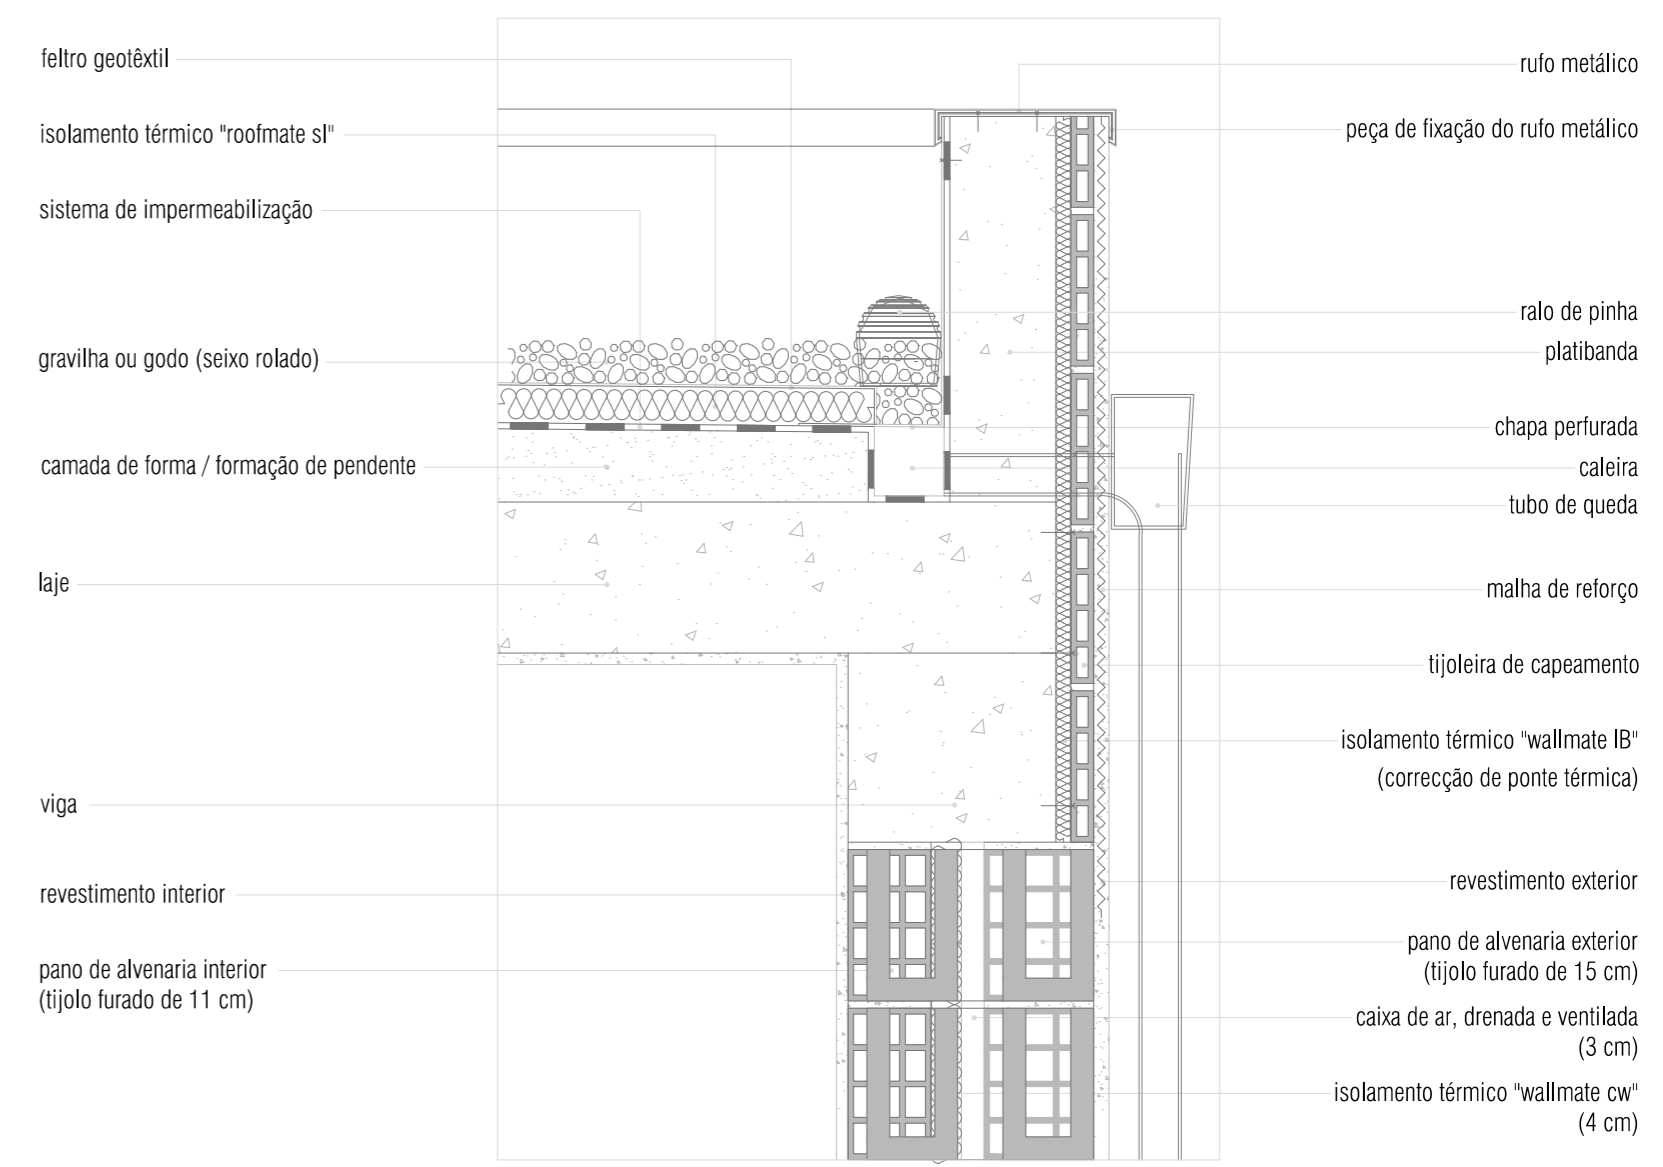 feltro geotêxtil
isolamento térmico "roofmate sl"
sistema de impermeabilização
gravilha ou godo (seixo rolado)
camada de forma / formação de pendente
laje
viga
revestimento interior
pano de alvenaria interior
(tijolo furado de 11 cm)
rufo metálico
peça de fixação do rufo metálico
ralo de pinha
platibanda
chapa perfurada
caleira
tubo de queda
malha de reforço
tijoleira de capeamento
isolamento térmico "wallmate IB"
(correcção de ponte térmica)
revestimento exterior
pano de alvenaria exterior
(tijolo furado de 15 cm)
caixa de ar, drenada e ventilada
(3 cm)
isolamento térmico "wallmate cw"
(4 cm)